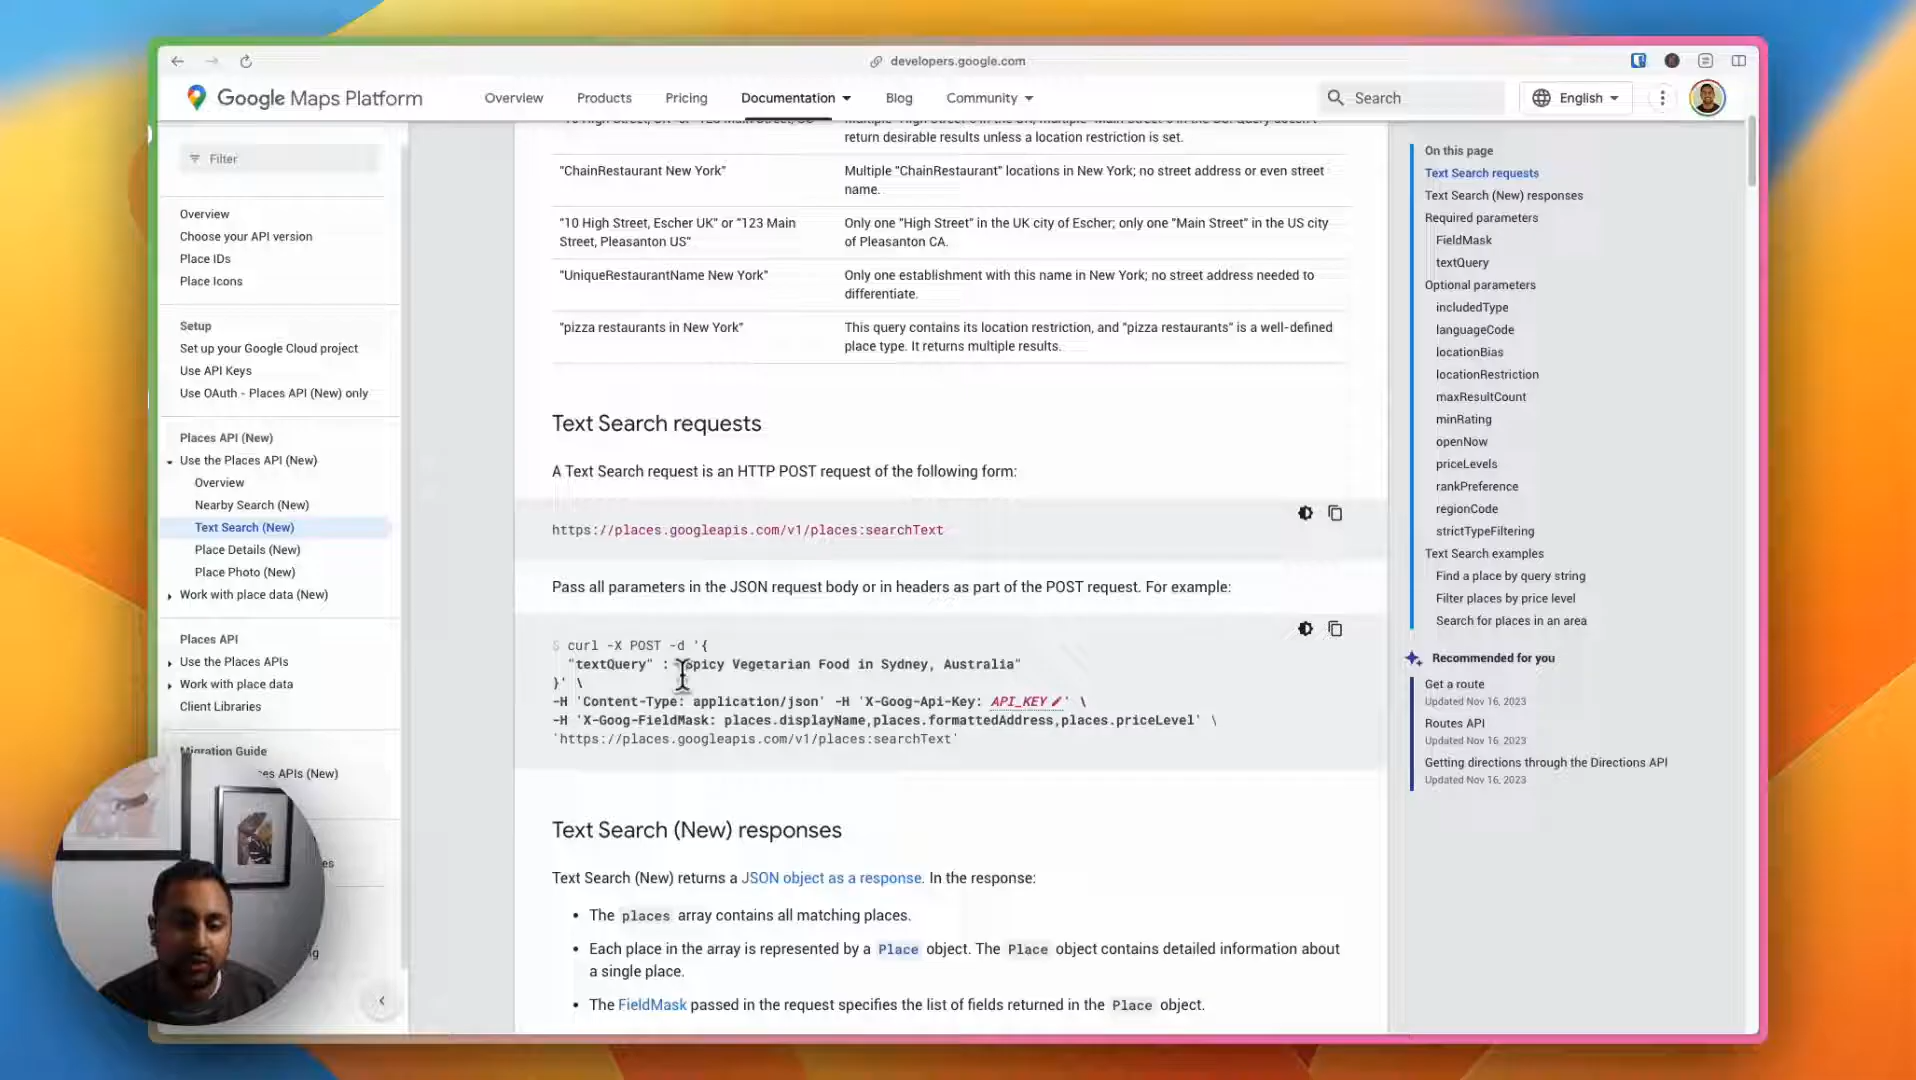 developers.google.com
Google Maps Platform
Overview
Products
Pricing
Documentation
Blog
Community
Search
English
Filter
Overview
Choose your API version
Place IDs
Place Icons
Setup
Set up your Google Cloud project
Use API Keys
Use OAuth - Places API (New) only
Places API (New)
Use the Places API (New)
Overview
Nearby Search (New)
Text Search (New)
Place Details (New)
Place Photo (New)
Work with place data (New)
Places API
Use the Places APIs
Work with place data
Client Libraries
Migration Guide
es APIs (New)
return desirable results unless a location restriction is set.
"ChainRestaurant New York"
Multiple "ChainRestaurant" locations in New York; no street address or even street
name.
"10 High Street, Escher UK" or "123 Main
Street, Pleasanton US"
Only one "High Street" in the UK city of Escher; only one "Main Street" in the US city
of Pleasanton CA.
"UniqueRestaurantName New York"
Only one establishment with this name in New York; no street address needed to
differentiate.
"pizza restaurants in New York"
This query contains its location restriction, and "pizza restaurants" is a well-defined
place type. It returns multiple results.
Text Search requests
A Text Search request is an HTTP POST request of the following form:
https://places.googleapis.com/v1/places:searchText
Pass all parameters in the JSON request body or in headers as part of the POST request. For example:
$ curl -X POST -d '{
"textQuery" : "Spicy Vegetarian Food in Sydney, Australia"
}' \
-H 'Content-Type: application/json' -H 'X-Goog-Api-Key: API_KEY' \
-H 'X-Goog-FieldMask: places.displayName,places.formattedAddress,places.priceLevel' \
'https://places.googleapis.com/v1/places:searchText'
Text Search (New) responses
Text Search (New) returns a JSON object as a response. In the response:
• The places array contains all matching places.
• Each place in the array is represented by a Place object. The Place object contains detailed information about
a single place.
• The FieldMask passed in the request specifies the list of fields returned in the Place object.
On this page
Text Search requests
Text Search (New) responses
Required parameters
FieldMask
textQuery
Optional parameters
includedType
languageCode
locationBias
locationRestriction
maxResultCount
minRating
openNow
priceLevels
rankPreference
regionCode
strictTypeFiltering
Text Search examples
Find a place by query string
Filter places by price level
Search for places in an area
Recommended for you
Get a route
Updated Nov 16, 2023
Routes API
Updated Nov 16, 2023
Getting directions through the Directions API
Updated Nov 16, 2023